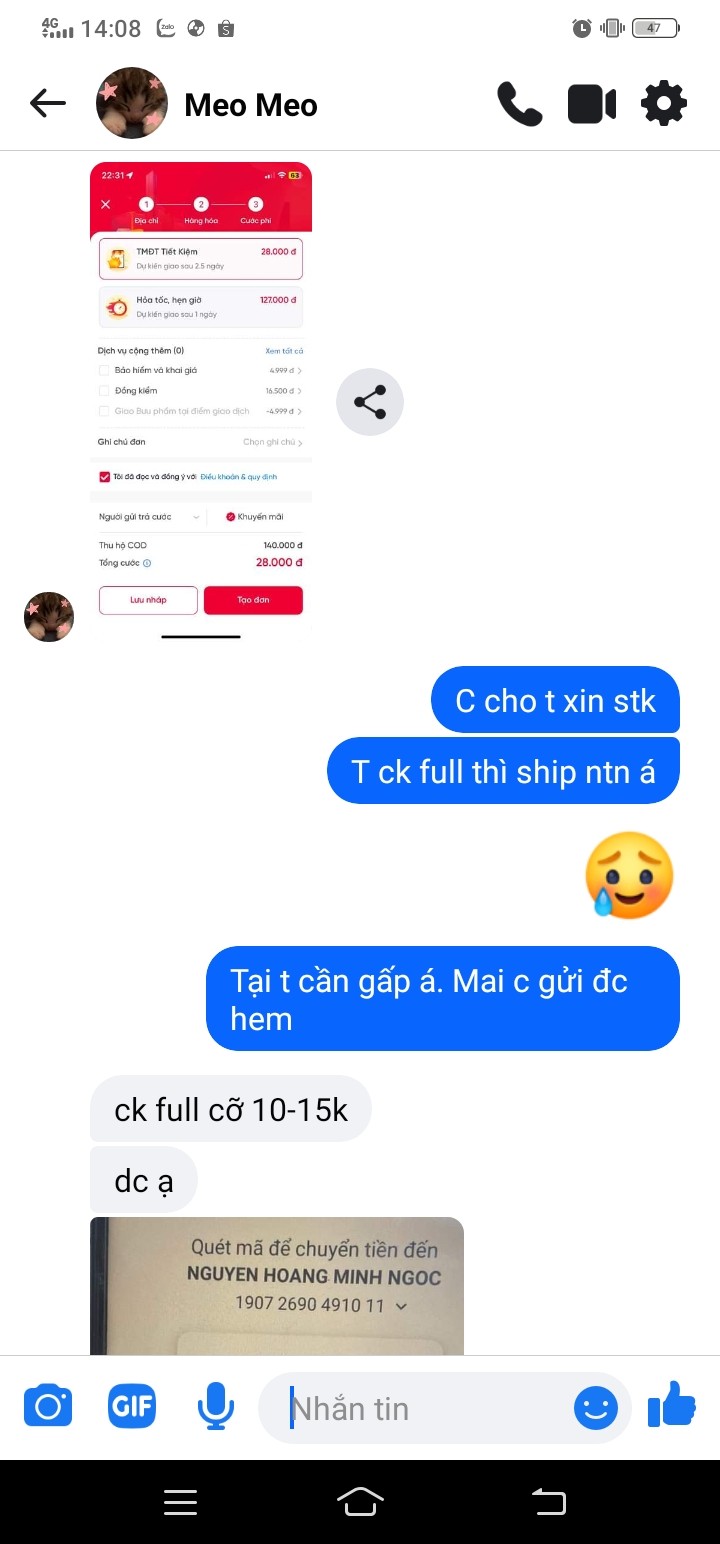 4G 14:08 Zalo 47
Meo Meo
22:31 63
1 2 3
Địa chỉ Hàng hóa Cước phí
TMĐT Tiết Kiệm 28.000 đ
Dự kiến giao sau 2.5 ngày
Hỏa tốc, hẹn giờ 127.000 đ
Dự kiến giao sau 1 ngày
Dịch vụ cộng thêm (0) Xem tất cả
Bảo hiểm và khai giá 4.999 đ
Đồng kiểm 16.500 đ
Giao Bưu phẩm tại điểm giao dịch -4.999 đ
Ghi chú đơn Chọn ghi chú
Tôi đã đọc và đồng ý với Điều khoản & quy định
Người gửi trả cước Khuyến mãi
Thu hộ COD 140.000 đ
Tổng cước 28.000 đ
Lưu nháp Tạo đơn
C cho t xin stk
T ck full thì ship ntn á
Tại t cần gấp á. Mai c gửi đc
hem
ck full cỡ 10-15k
dc ạ
Quét mã để chuyển tiền đến
NGUYEN HOANG MINH NGOC
1907 2690 4910 11
GIF Nhắn tin